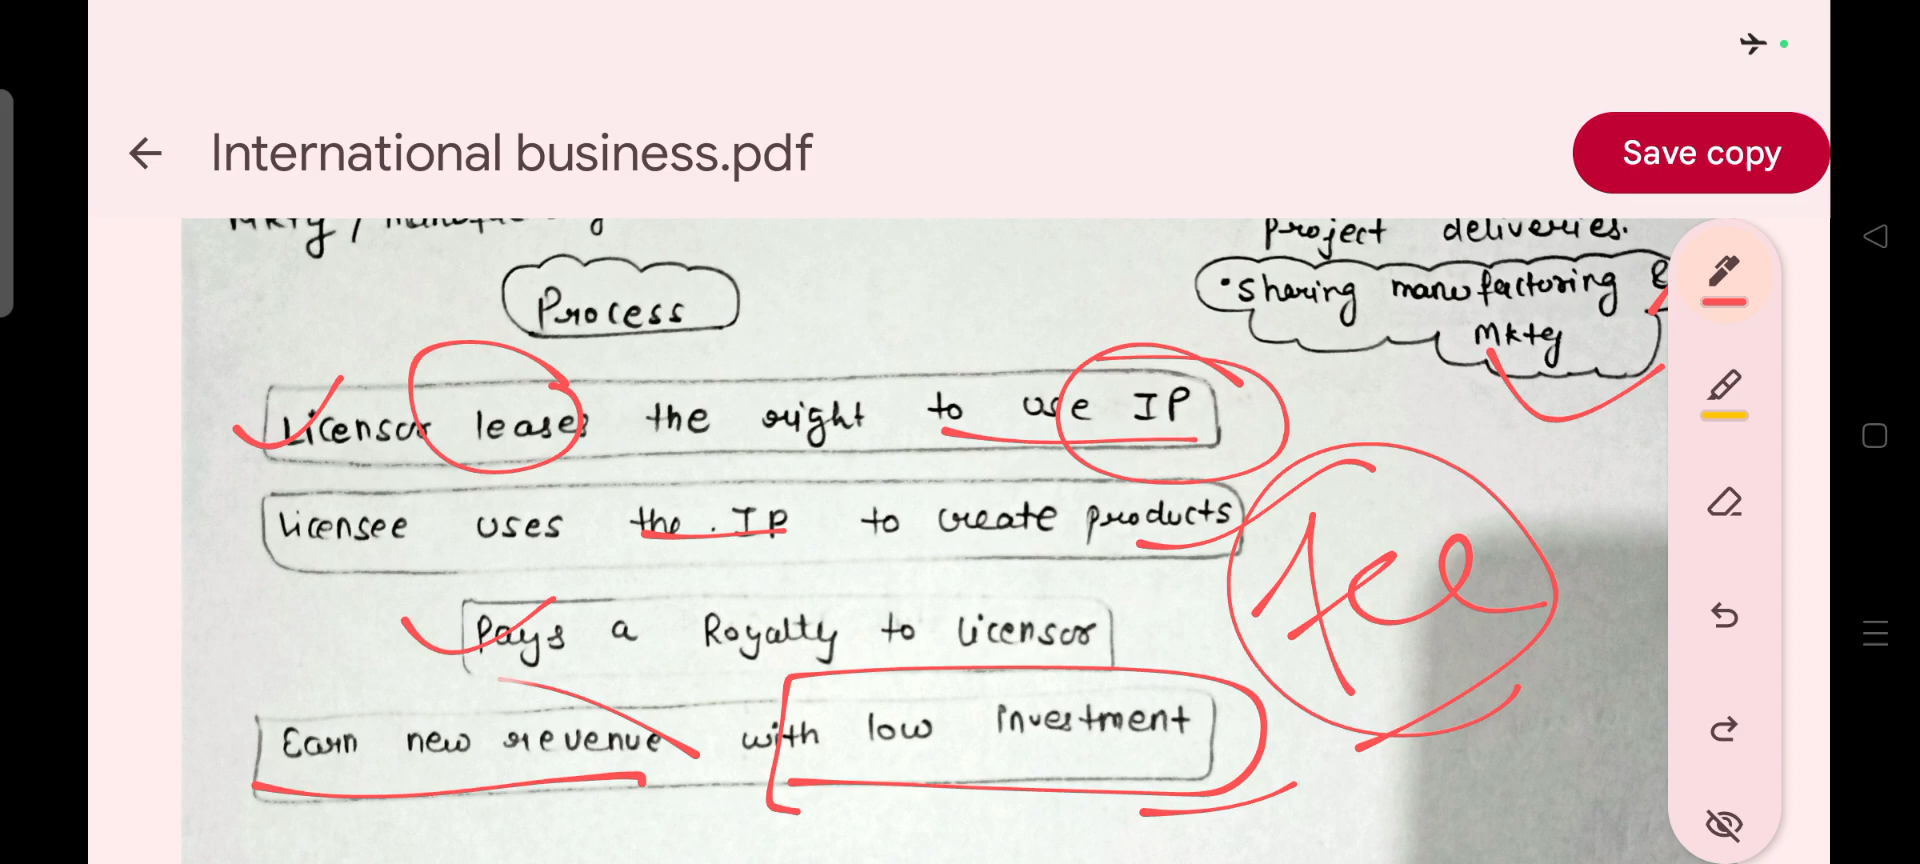 International business.pdf
Save copy
Project deliveries.
Process
• Sharing manufactoring &
Mktg
Licensor leases the right to use IP
Licensee uses the IP to create products
fee
Pays a Royalty to licensor
Earn new revenue with low investment